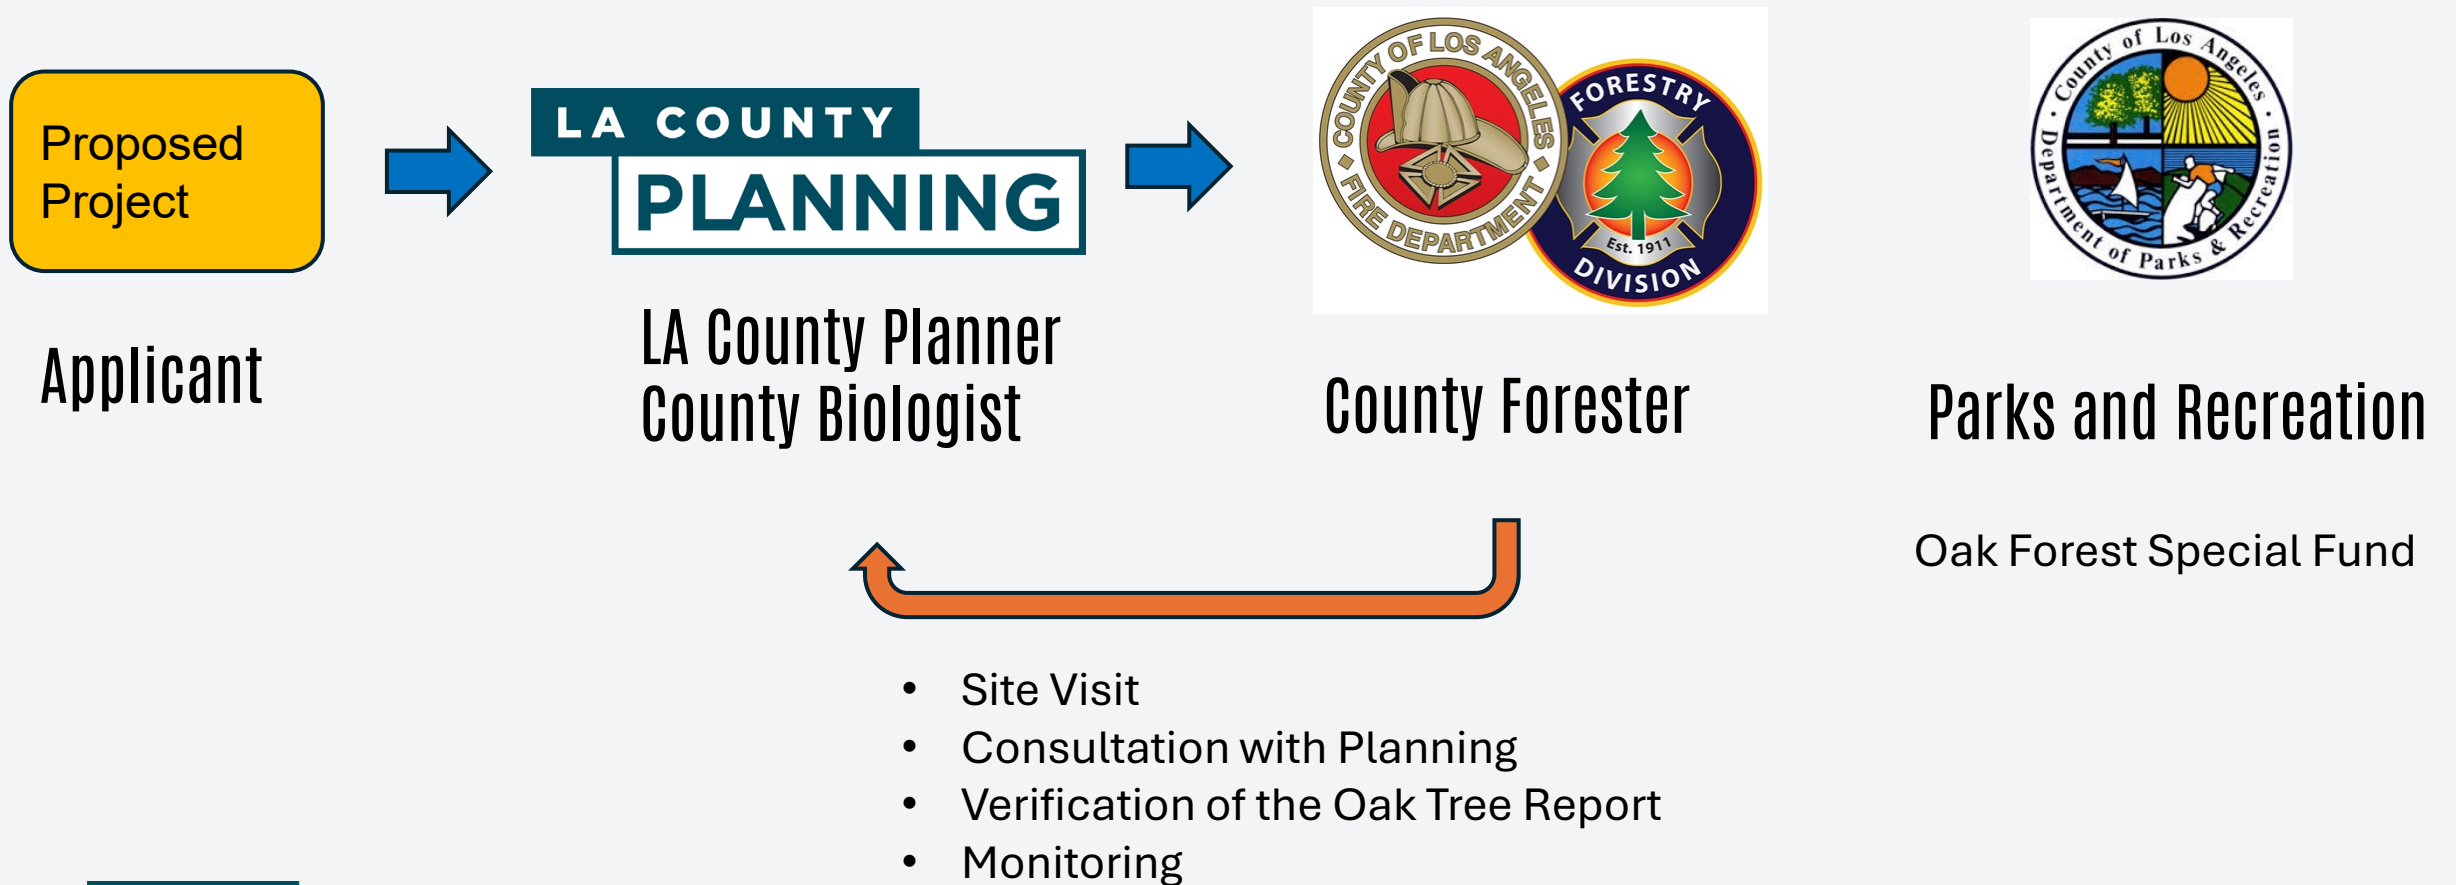 Proposed
Project
Applicant
LA COUNTY
PLANNING
LA County Planner
County Biologist
COUNTY OF LOS ANGELES
FIRE DEPARTMENT
FORESTRY
Est. 1911
DIVISION
County Forester
County of Los Angeles
Department of Parks & Recreation
Parks and Recreation
Oak Forest Special Fund
• Site Visit
• Consultation with Planning
• Verification of the Oak Tree Report
• Monitoring